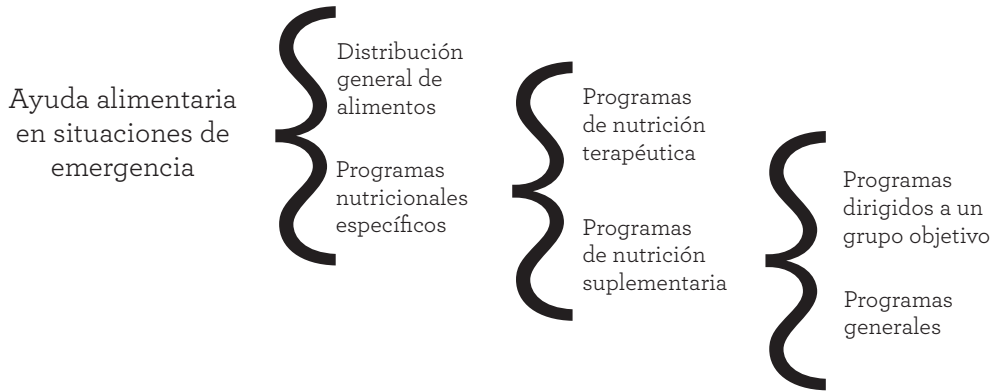 Ayuda alimentaria
en situaciones de
emergencia
Distribución
general de
alimentos
Programas
nutricionales
específicos
Programas
de nutrición
terapéutica
Programas
de nutrición
suplementaria
Programas
dirigidos a un
grupo objetivo
Programas
generales